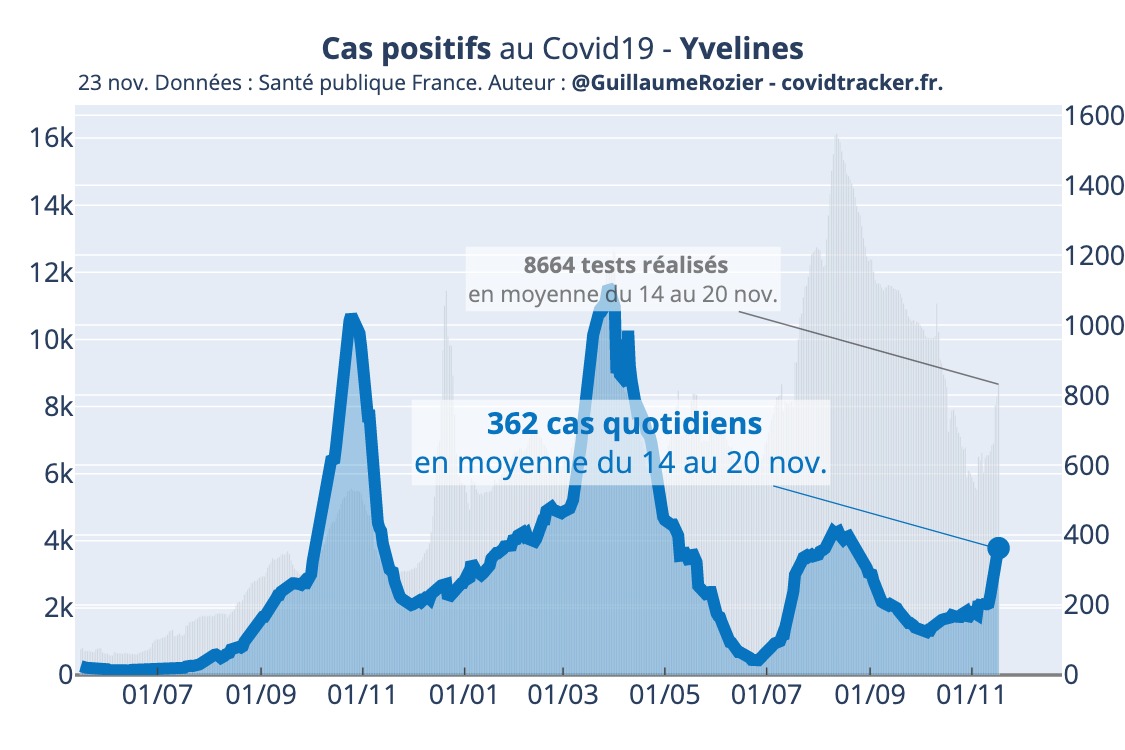 Cas positifs au Covid19 - Yvelines
23 nov. Données : Santé publique France. Auteur : @GuillaumeRozier - covidtracker.fr.
16k
14k
12k
10k
8k
6k
4k
2k
0
1600
1400
1200
1000
800
600
400
200
0
8664 tests réalisés
en moyenne du 14 au 20 nov.
362 cas quotidiens
en moyenne du 14 au 20 nov.
01/07 01/09 01/11 01/01 01/03 01/05 01/07 01/09 01/11